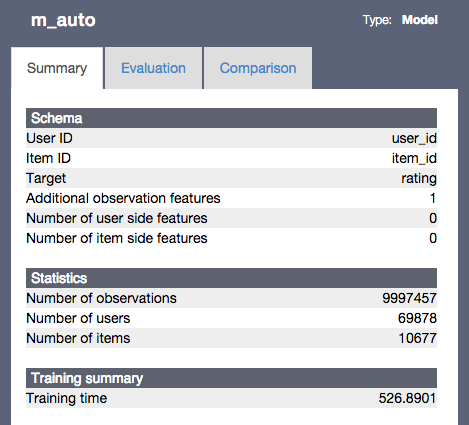 m_auto Type: Model
Summary Evaluation Comparison
Schema
User ID user_id
Item ID item_id
Target rating
Additional observation features 1
Number of user side features 0
Number of item side features 0
Statistics
Number of observations 9997457
Number of users 69878
Number of items 10677
Training summary
Training time 526.8901